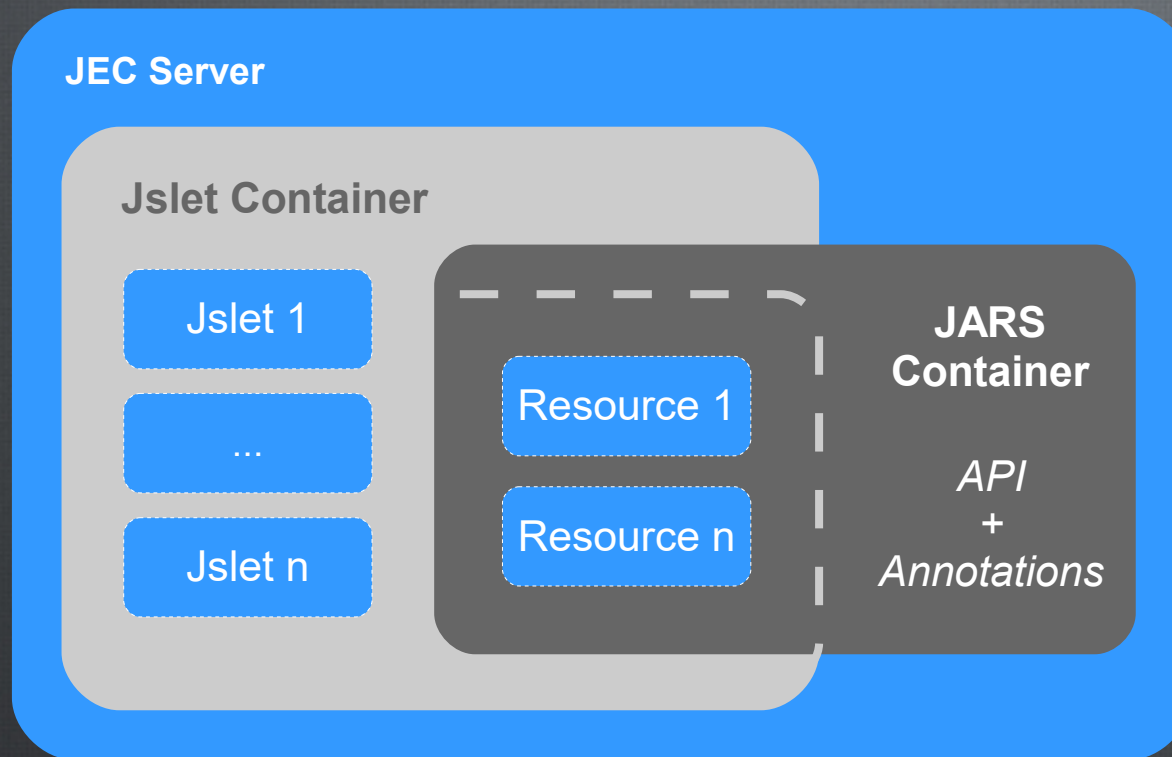 JEC Server
Jslet Container
Jslet 1
...
Jslet n
Resource 1
Resource n
JARS
Container
API
+
Annotations